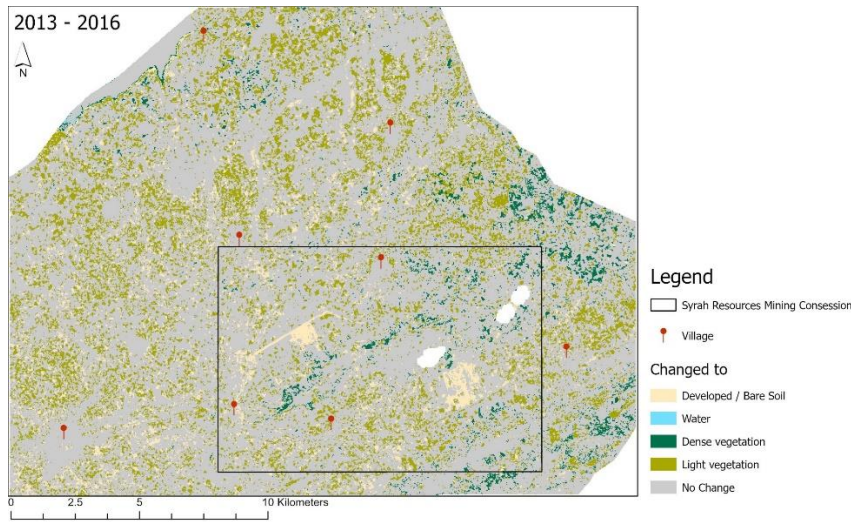 2013 - 2016
N
Legend
Syrah Resources Mining Consession
Village
Changed to
Developed / Bare Soil
Water
Dense vegetation
Light vegetation
No Change
0 2.5 5 10 Kilometers